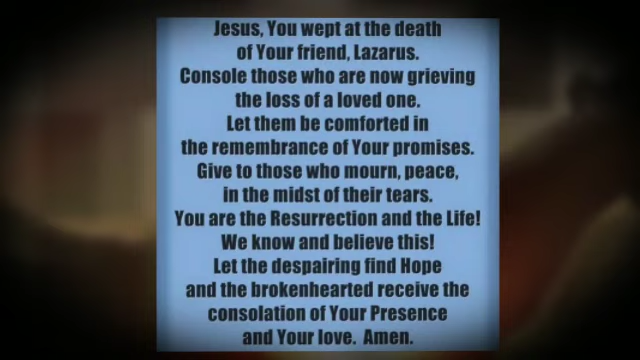 Jesus, You wept at the death
of Your friend, Lazarus.
Console those who are now grieving
the loss of a loved one.
Let them be comforted in
the remembrance of Your promises.
Give to those who mourn, peace,
in the midst of their tears.
You are the Resurrection and the Life!
We know and believe this!
Let the despairing find Hope
and the brokenhearted receive the
consolation of Your Presence
and Your love. Amen.